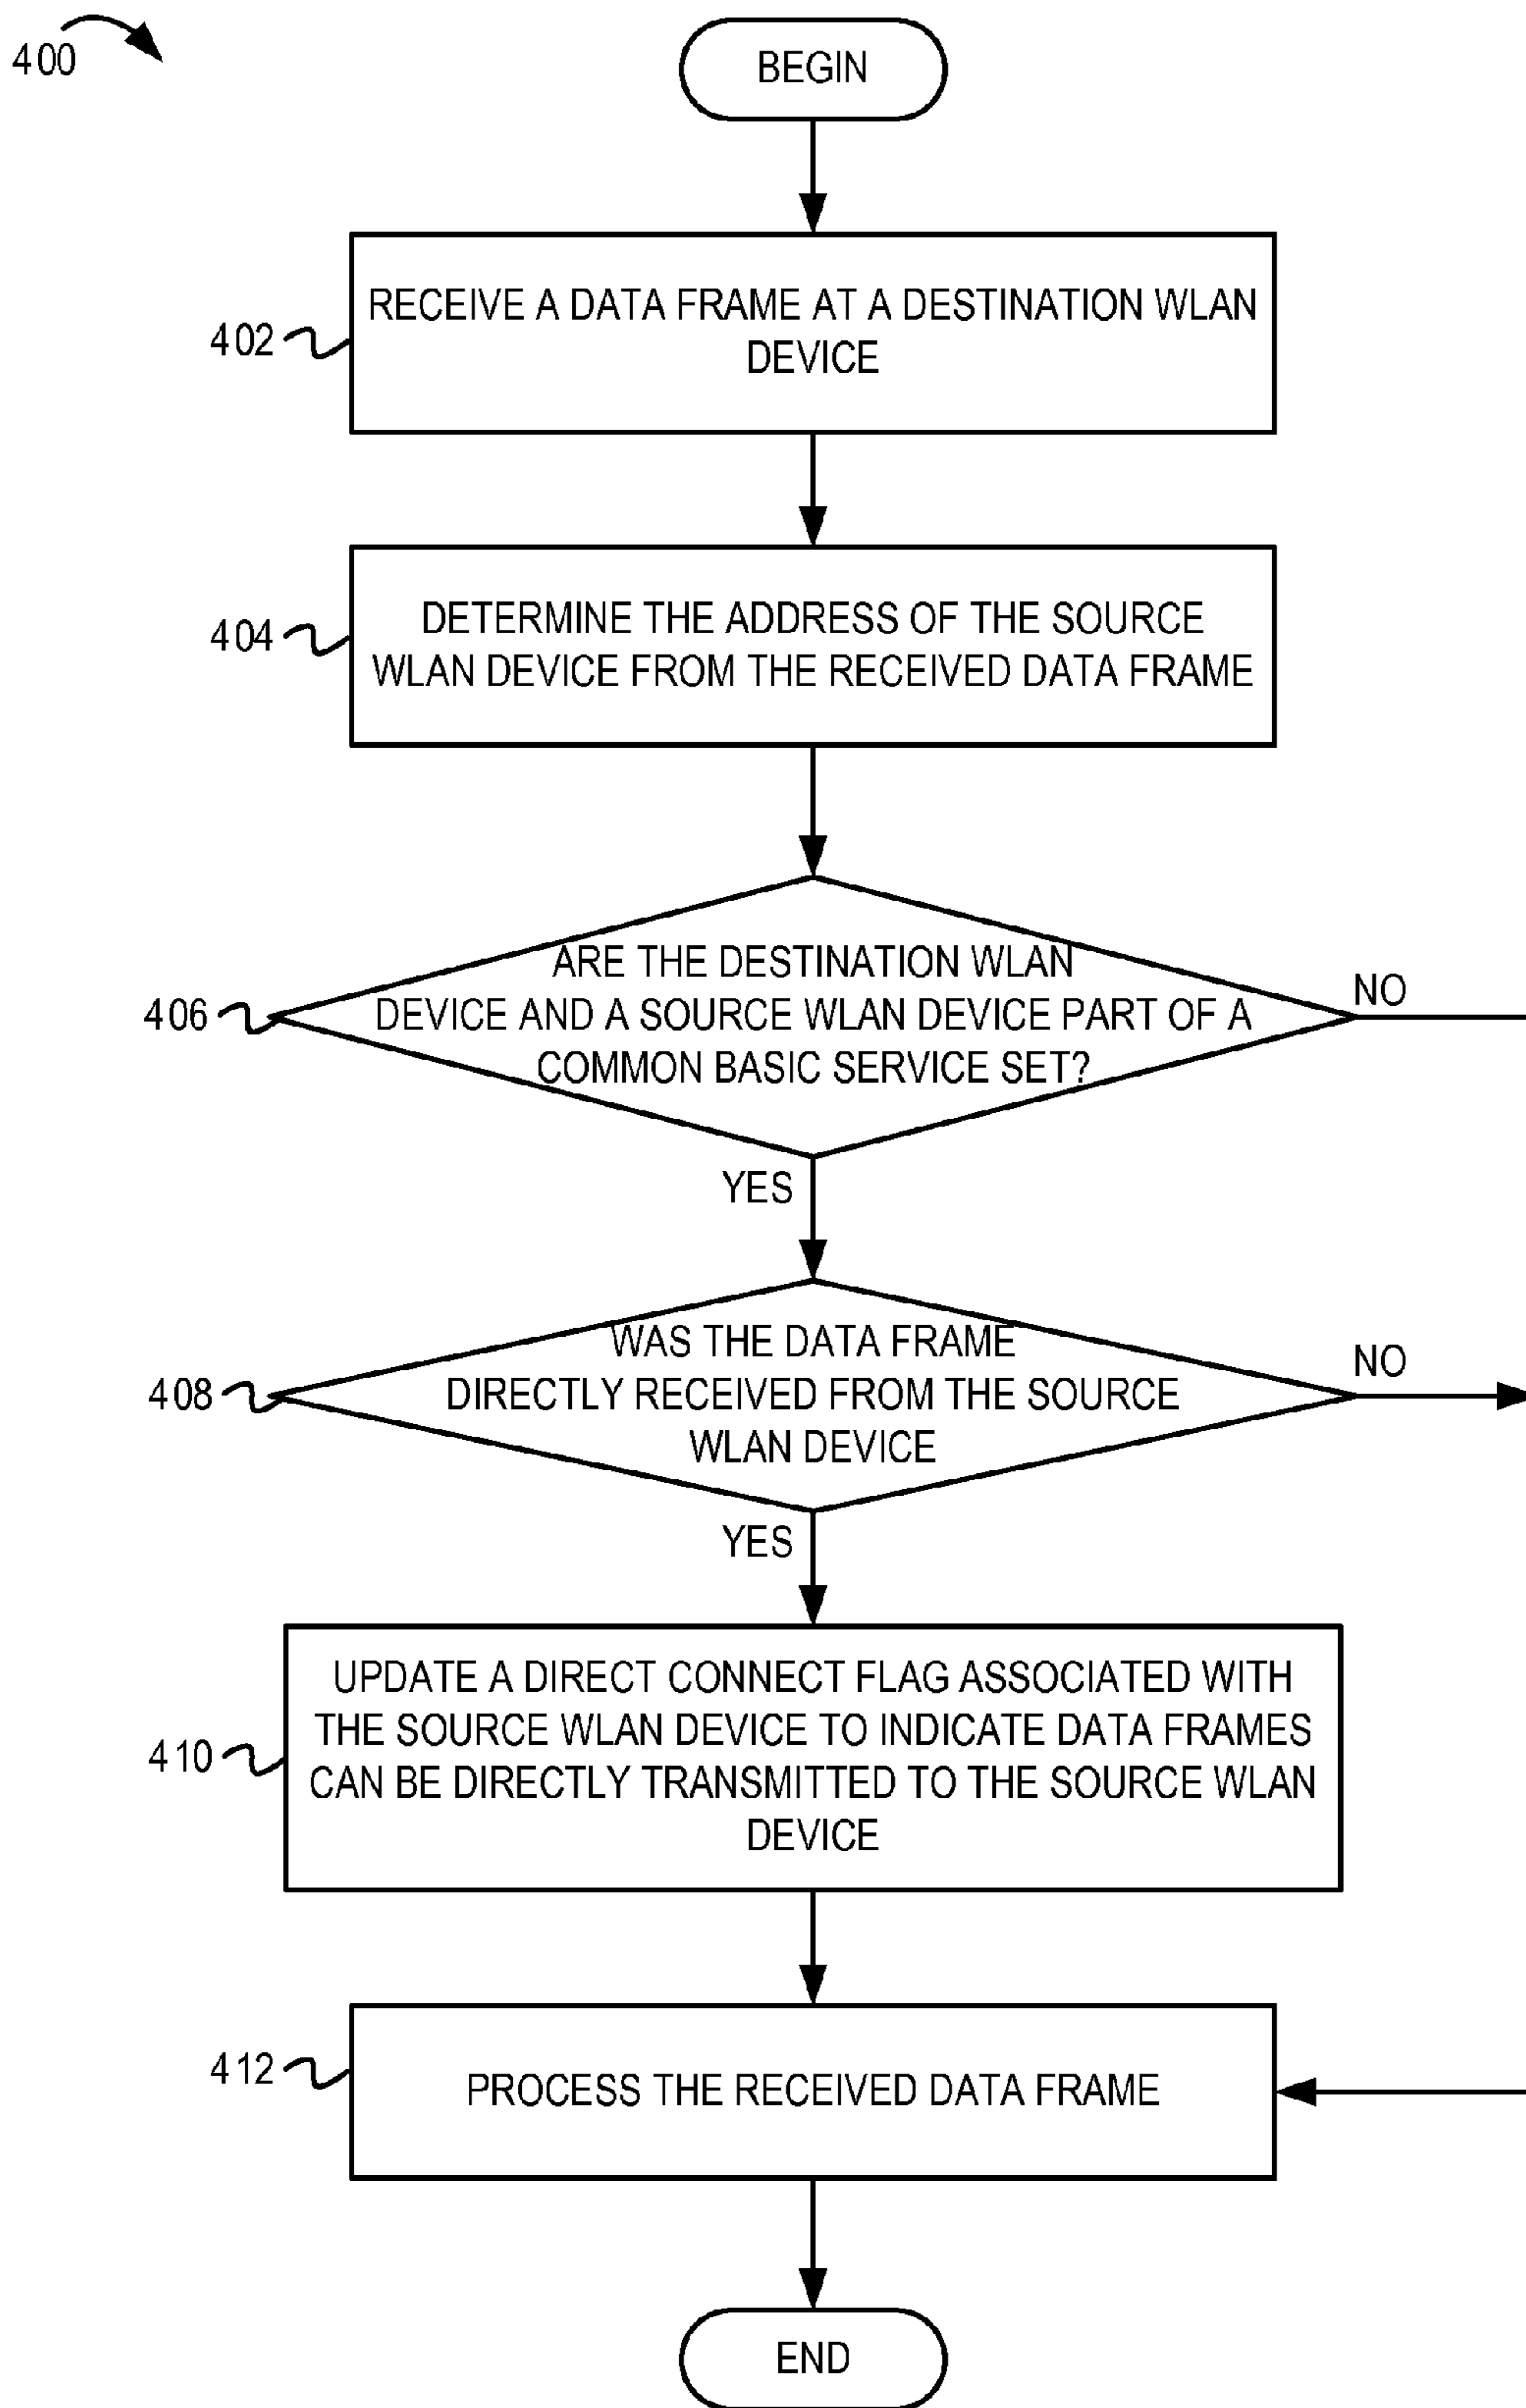 400
BEGIN
RECEIVE A DATA FRAME AT A DESTINATION WLAN
DEVICE
402
DETERMINE THE ADDRESS OF THE SOURCE
WLAN DEVICE FROM THE RECEIVED DATA FRAME
404
ARE THE DESTINATION WLAN
DEVICE AND A SOURCE WLAN DEVICE PART OF A
COMMON BASIC SERVICE SET?
406
NO
YES
WAS THE DATA FRAME
DIRECTLY RECEIVED FROM THE SOURCE
WLAN DEVICE
408
NO
YES
UPDATE A DIRECT CONNECT FLAG ASSOCIATED WITH
THE SOURCE WLAN DEVICE TO INDICATE DATA FRAMES
CAN BE DIRECTLY TRANSMITTED TO THE SOURCE WLAN
DEVICE
410
412
PROCESS THE RECEIVED DATA FRAME
END